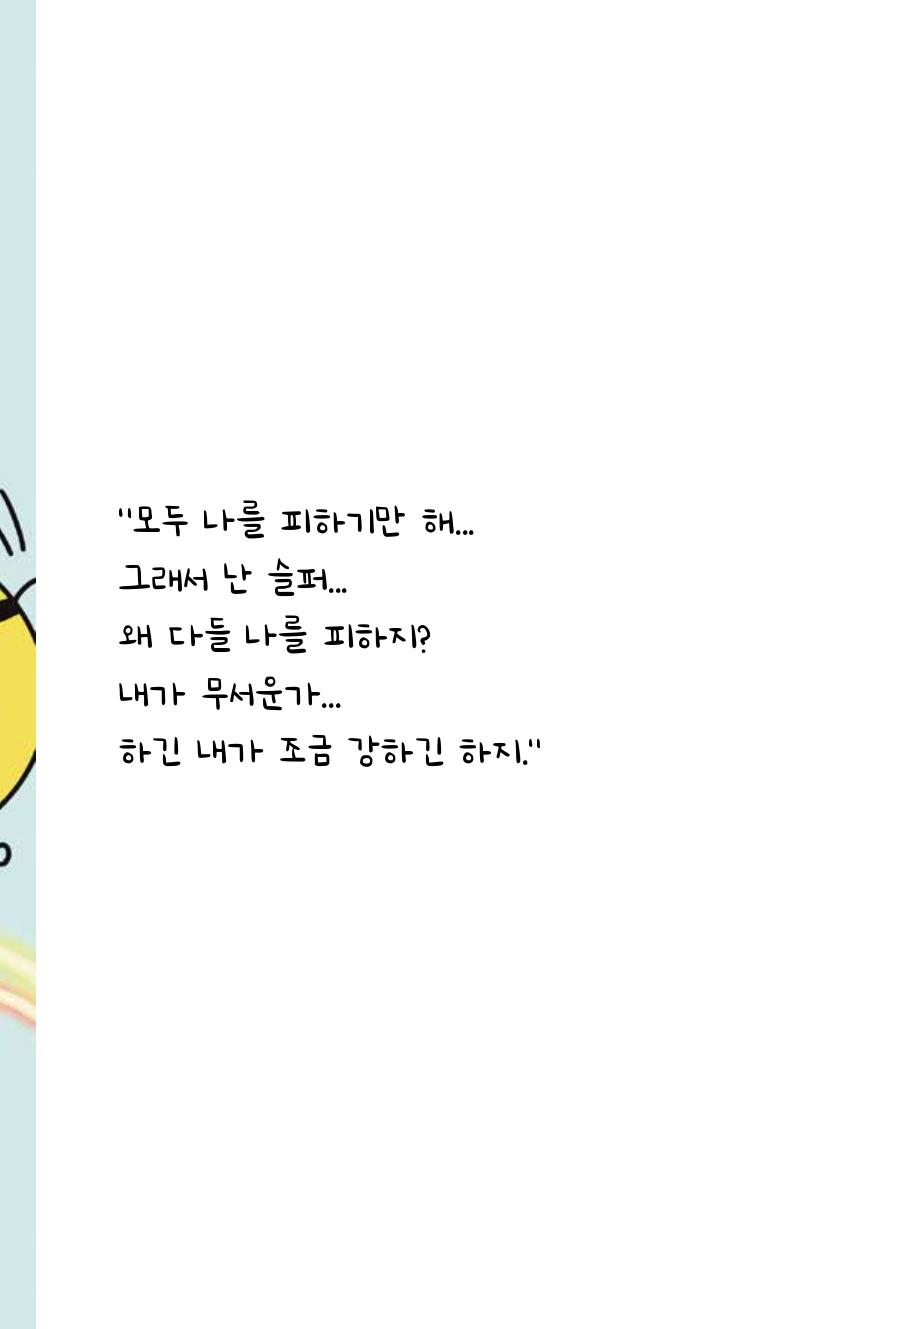 "모두 나를 피하기만 해...
그래서 난 슬퍼...
왜 다들 나를 피하지?
내가 무서운가...
하긴 내가 조금 강하긴 하지."